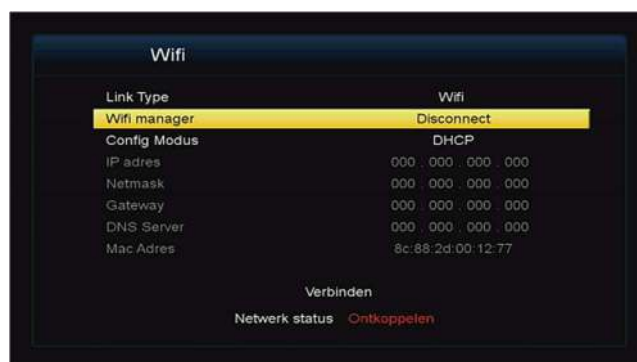 Wifi
Link Type Wifi
Wifi manager Disconnect
Config Modus DHCP
IP adres 000 . 000 . 000 . 000
Netmask 000 . 000 . 000 . 000
Gateway 000 . 000 . 000 . 000
DNS Server 000 . 000 . 000 . 000
Mac Adres 8c:88:2d:00:12:77
Verbinden
Netwerk status Ontkoppelen